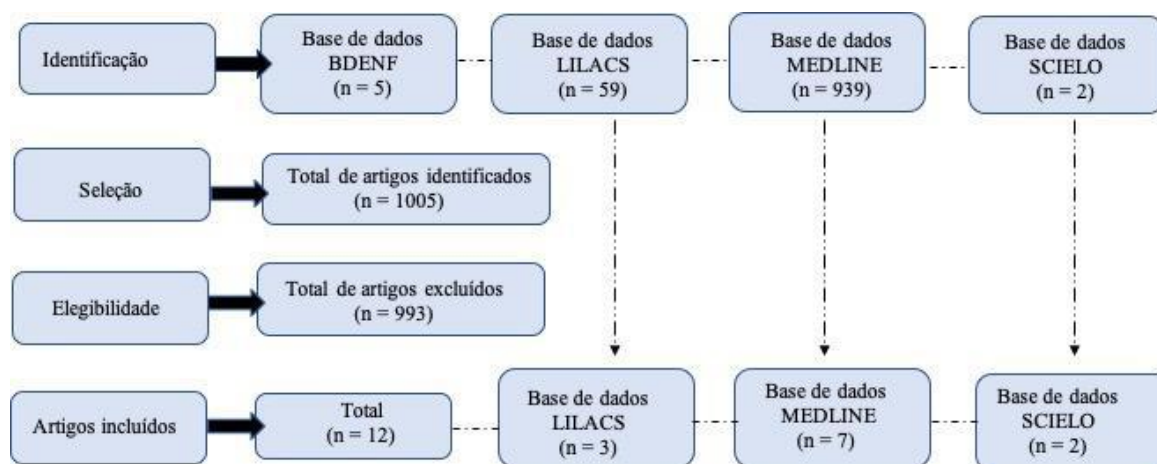 Identificação
Base de dados
BDENF
(n = 5)
Base de dados
LILACS
(n = 59)
Base de dados
MEDLINE
(n = 939)
Base de dados
SCIELO
(n = 2)
Seleção
Total de artigos identificados
(n = 1005)
Elegibilidade
Total de artigos excluídos
(n = 993)
Artigos incluídos
Total
(n = 12)
Base de dados
LILACS
(n = 3)
Base de dados
MEDLINE
(n = 7)
Base de dados
SCIELO
(n = 2)